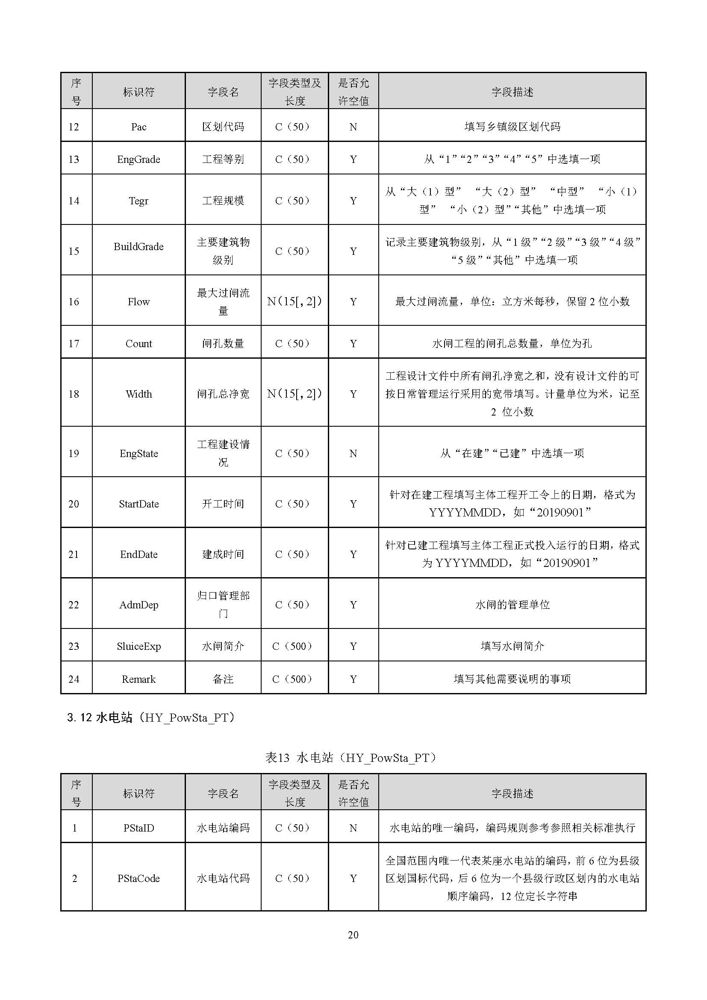 序号 标识符 字段名 字段类型及长度 是否允许空值 字段描述
12 Pac 区划代码 C（50） N 填写乡镇级区划代码
13 EngGrade 工程等别 C（50） Y 从“1”“2”“3”“4”“5”中选填一项
14 Tegr 工程规模 C（50） Y 从“大（1）型” “大（2）型” “中型” “小（1）型” “小（2）型”“其他”中选填一项
15 BuildGrade 主要建筑物级别 C（50） Y 记录主要建筑物级别，从“1级”“2级”“3级”“4级”“5级”“其他”中选填一项
16 Flow 最大过闸流量 N(15[,2]) Y 最大过闸流量，单位：立方米每秒，保留2位小数
17 Count 闸孔数量 C（50） Y 水闸工程的闸孔总数量，单位为孔
18 Width 闸孔总净宽 N(15[,2]) Y 工程设计文件中所有闸孔净宽之和，没有设计文件的可按日常管理运行采用的宽带填写。计量单位为米，记至2 位小数
19 EngState 工程建设情况 C（50） N 从“在建”“已建”中选填一项
20 StartDate 开工时间 C（50） Y 针对在建工程填写主体工程开工令上的日期，格式为YYYYMMDD，如“20190901”
21 EndDate 建成时间 C（50） Y 针对已建工程填写主体工程正式投入运行的日期，格式为YYYYMMDD，如“20190901”
22 AdmDep 归口管理部门 C（50） Y 水闸的管理单位
23 SluiceExp 水闸简介 C（500） Y 填写水闸简介
24 Remark 备注 C（500） Y 填写其他需要说明的事项
3.12 水电站（HY_PowSta_PT）
表13 水电站（HY_PowSta_PT）
序号 标识符 字段名 字段类型及长度 是否允许空值 字段描述
1 PStaID 水电站编码 C（50） N 水电站的唯一编码，编码规则参考参照相关标准执行
2 PStaCode 水电站代码 C（50） Y 全国范围内唯一代表某座水电站的编码，前6位为县级区划国标代码，后6位为一个县级行政区划内的水电站顺序编码，12位定长字符串
20